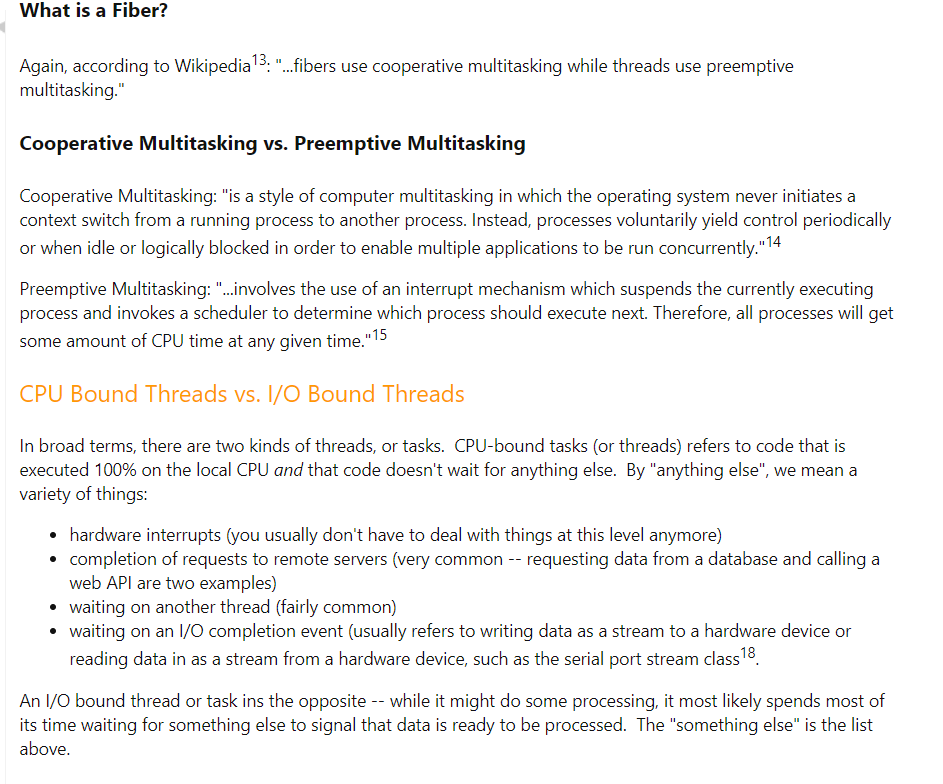 What is a Fiber?
Again, according to Wikipedia13: "...fibers use cooperative multitasking while threads use preemptive
multitasking."
Cooperative Multitasking vs. Preemptive Multitasking
Cooperative Multitasking: "is a style of computer multitasking in which the operating system never initiates a
context switch from a running process to another process. Instead, processes voluntarily yield control periodically
or when idle or logically blocked in order to enable multiple applications to be run concurrently."14
Preemptive Multitasking: "...involves the use of an interrupt mechanism which suspends the currently executing
process and invokes a scheduler to determine which process should execute next. Therefore, all processes will get
some amount of CPU time at any given time."15
CPU Bound Threads vs. I/O Bound Threads
In broad terms, there are two kinds of threads, or tasks.  CPU-bound tasks (or threads) refers to code that is
executed 100% on the local CPU and that code doesn't wait for anything else.  By "anything else", we mean a
variety of things:
• hardware interrupts (you usually don't have to deal with things at this level anymore)
• completion of requests to remote servers (very common -- requesting data from a database and calling a
web API are two examples)
• waiting on another thread (fairly common)
• waiting on an I/O completion event (usually refers to writing data as a stream to a hardware device or
reading data in as a stream from a hardware device, such as the serial port stream class18.
An I/O bound thread or task ins the opposite -- while it might do some processing, it most likely spends most of
its time waiting for something else to signal that data is ready to be processed.  The "something else" is the list
above.